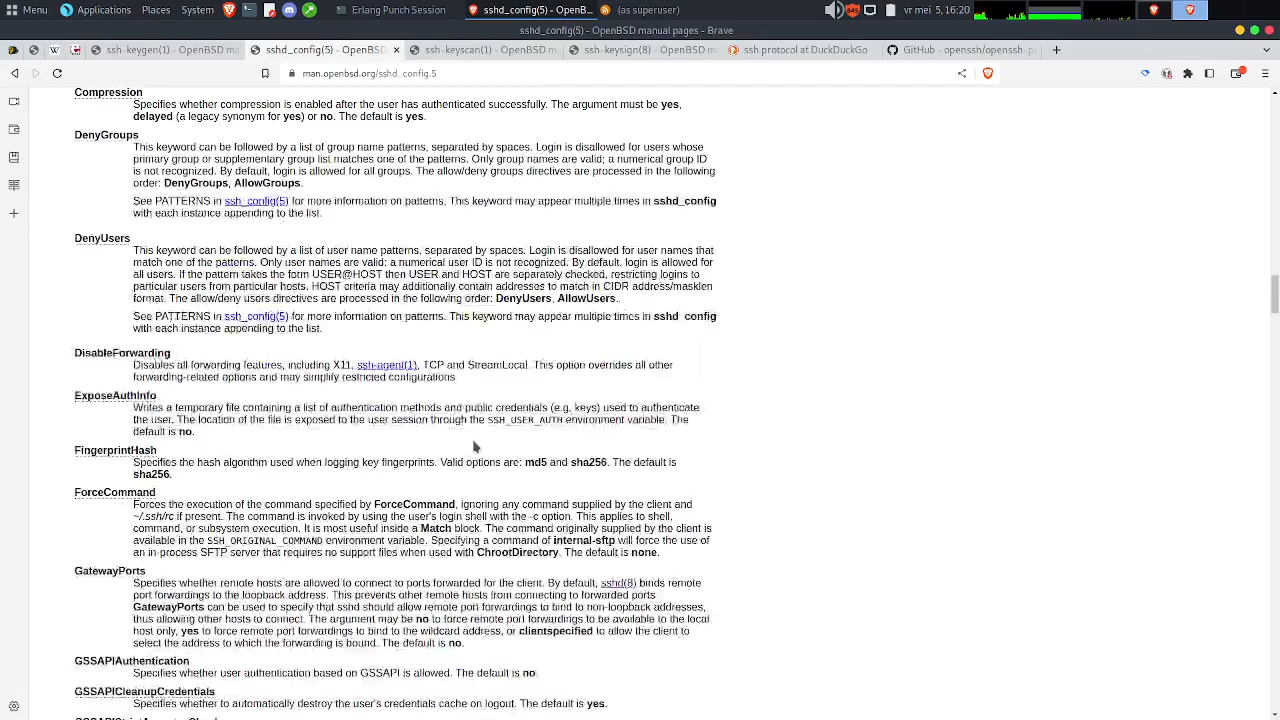 Applications Places System
Erlang Punch Session
sshd_config(5) - OpenB...
(as superuser)
845
vr mei 5, 16:20
sshd_config(5) - OpenBSD manual pages - Brave
W
ssh-keygen(1) - OpenBSD ma
sshd_config(5) - OpenBSD
ssh-keyscan(1) - OpenBSD m
ssh-keysign(8) - OpenBSD m
ssh protocol at DuckDuckGo
GitHub - openssh/openssh-po
man.openbsd.org/sshd_config.5
Compression
Specifies whether compression is enabled after the user has authenticated successfully. The argument must be yes,
delayed (a legacy synonym for yes) or no. The default is yes.
DenyGroups
This keyword can be followed by a list of group name patterns, separated by spaces. Login is disallowed for users whose
primary group or supplementary group list matches one of the patterns. Only group names are valid; a numerical group ID
is not recognized. By default, login is allowed for all groups. The allow/deny groups directives are processed in the following
order: DenyGroups, AllowGroups.
See PATTERNS in ssh_config(5) for more information on patterns. This keyword may appear multiple times in sshd_config
with each instance appending to the list.
DenyUsers
This keyword can be followed by a list of user name patterns, separated by spaces. Login is disallowed for user names that
match one of the patterns. Only user names are valid; a numerical user ID is not recognized. By default, login is allowed for
all users. If the pattern takes the form USER@HOST then USER and HOST are separately checked, restricting logins to
particular users from particular hosts. HOST criteria may additionally contain addresses to match in CIDR address/masklen
format. The allow/deny users directives are processed in the following order: DenyUsers, AllowUsers..
See PATTERNS in ssh_config(5) for more information on patterns. This keyword may appear multiple times in sshd_config
with each instance appending to the list.
DisableForwarding
Disables all forwarding features, including X11, ssh-agent(1), TCP and StreamLocal. This option overrides all other
forwarding-related options and may simplify restricted configurations.
ExposeAuthInfo
Writes a temporary file containing a list of authentication methods and public credentials (e.g. keys) used to authenticate
the user. The location of the file is exposed to the user session through the SSH_USER_AUTH environment variable. The
default is no.
FingerprintHash
Specifies the hash algorithm used when logging key fingerprints. Valid options are: md5 and sha256. The default is
sha256.
ForceCommand
Forces the execution of the command specified by ForceCommand, ignoring any command supplied by the client and
~/.ssh/rc if present. The command is invoked by using the user's login shell with the -c option. This applies to shell,
command, or subsystem execution. It is most useful inside a Match block. The command originally supplied by the client is
available in the SSH_ORIGINAL_COMMAND environment variable. Specifying a command of internal-sftp will force the use of
an in-process SFTP server that requires no support files when used with ChrootDirectory. The default is none.
GatewayPorts
Specifies whether remote hosts are allowed to connect to ports forwarded for the client. By default, sshd(8) binds remote
port forwardings to the loopback address. This prevents other remote hosts from connecting to forwarded ports.
GatewayPorts can be used to specify that sshd should allow remote port forwardings to bind to non-loopback addresses,
thus allowing other hosts to connect. The argument may be no to force remote port forwardings to be available to the local
host only, yes to force remote port forwardings to bind to the wildcard address, or clientspecified to allow the client to
select the address to which the forwarding is bound. The default is no.
GSSAPIAuthentication
Specifies whether user authentication based on GSSAPI is allowed. The default is no.
GSSAPICleanupCredentials
Specifies whether to automatically destroy the user's credentials cache on logout. The default is yes.